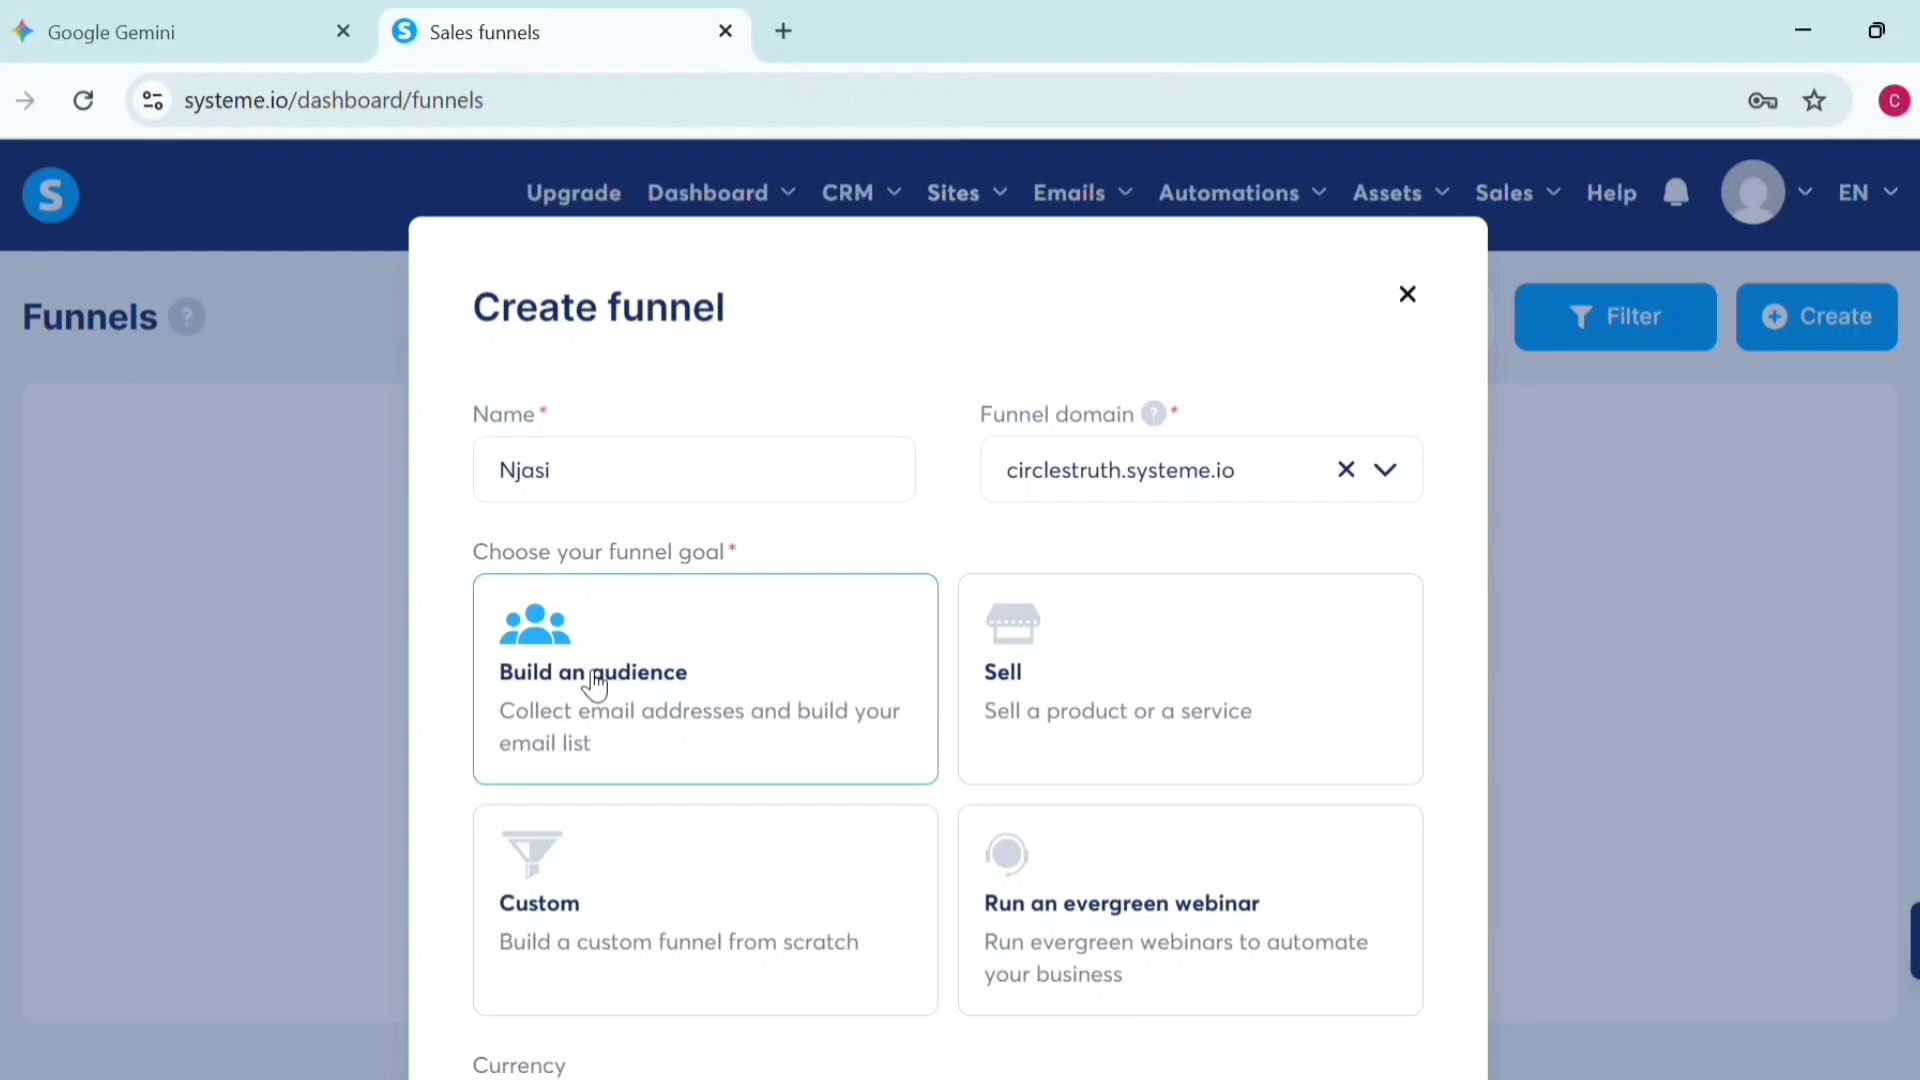 Google Gemini
Sales funnels
systeme.io/dashboard/funnels
C
S
Upgrade Dashboard CRM Sites Emails Automations Assets Sales Help EN
Funnels ?
Filter
Create
Create funnel
Name*
Funnel domain ? *
Njasi
circlestruth.systeme.io
Choose your funnel goal*
Build an audience
Collect email addresses and build your
email list
Sell
Sell a product or a service
Custom
Build a custom funnel from scratch
Run an evergreen webinar
Run evergreen webinars to automate
your business
Currency